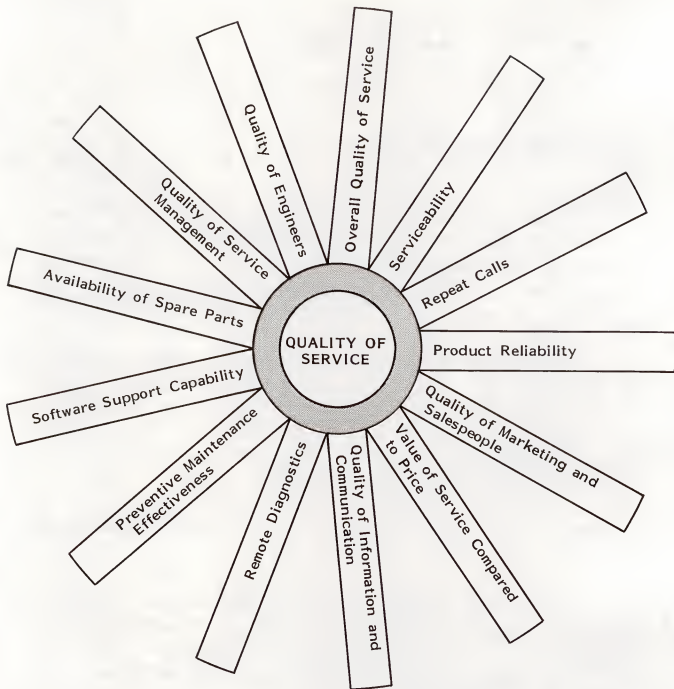 Overall Quality of Service
Serviceability
Repeat Calls
Product Reliability
Quality of Marketing and
Salespeople
Value of Service Compared
to Price
Quality of Information and
Communication
Remote Diagnostics
Preventive Maintenance
Effectiveness
Software Support Capability
Availability of Spare Parts
Quality of Service
Management
Quality of Engineers
QUALITY OF
SERVICE